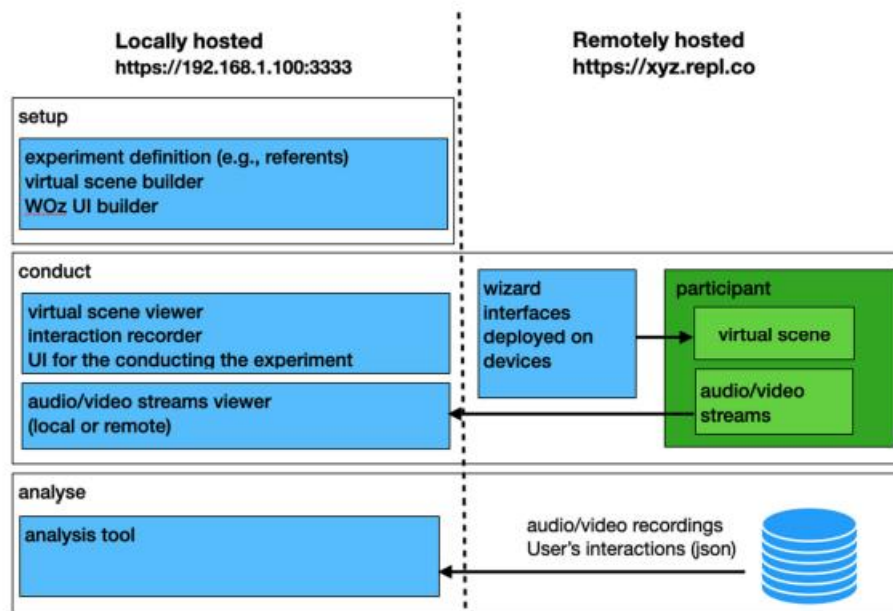 Locally hosted
https://192.168.1.100:3333
Remotely hosted
https://xyz.repl.co
setup
experiment definition (e.g., referents)
virtual scene builder
WOz UI builder
conduct
virtual scene viewer
interaction recorder
UI for the conducting the experiment
audio/video streams viewer
(local or remote)
wizard
interfaces
deployed on
devices
participant
virtual scene
audio/video
streams
analyse
analysis tool
audio/video recordings
User's interactions (json)